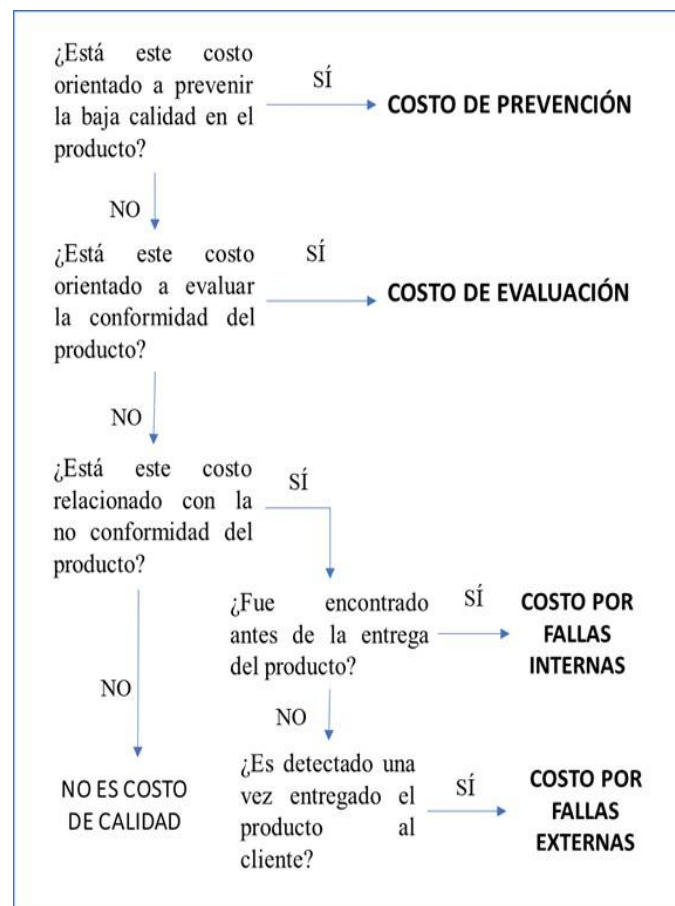 ¿Está este costo
orientado a prevenir
la baja calidad en el
producto?
SÍ
COSTO DE PREVENCIÓN
NO
¿Está este costo
orientado a evaluar
la conformidad del
producto?
SÍ
COSTO DE EVALUACIÓN
NO
¿Está este costo
relacionado con la
no conformidad del
producto?
SÍ
¿Fue encontrado
antes de la entrega
del producto?
SÍ
COSTO POR
FALLAS
INTERNAS
NO
NO
NO ES COSTO
DE CALIDAD
¿Es detectado una
vez entregado el
producto al
cliente?
SÍ
COSTO POR
FALLAS
EXTERNAS